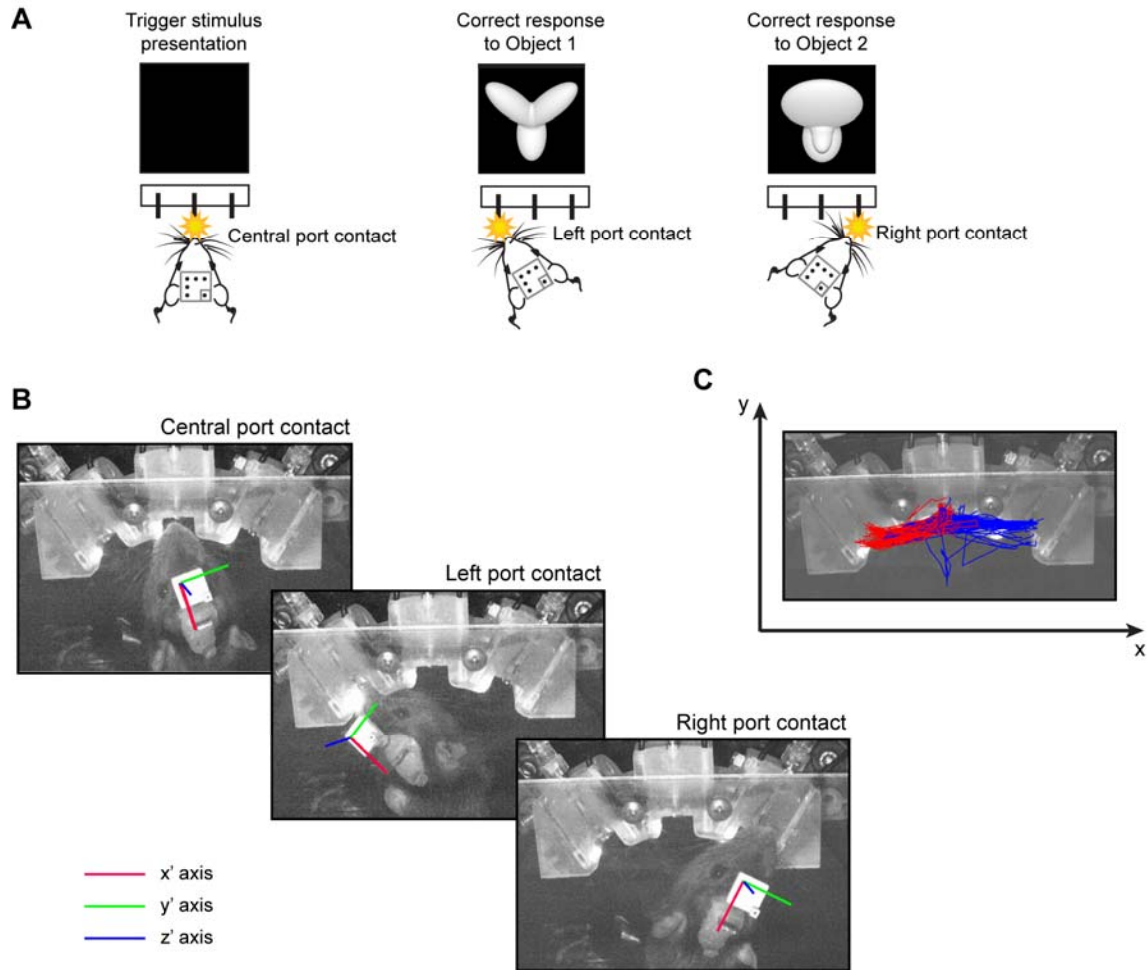 A
Trigger stimulus
presentation
Correct response
to Object 1
Correct response
to Object 2
Central port contact
Left port contact
Right port contact
B
Central port contact
Left port contact
Right port contact
x' axis
y' axis
z' axis
C
y
x